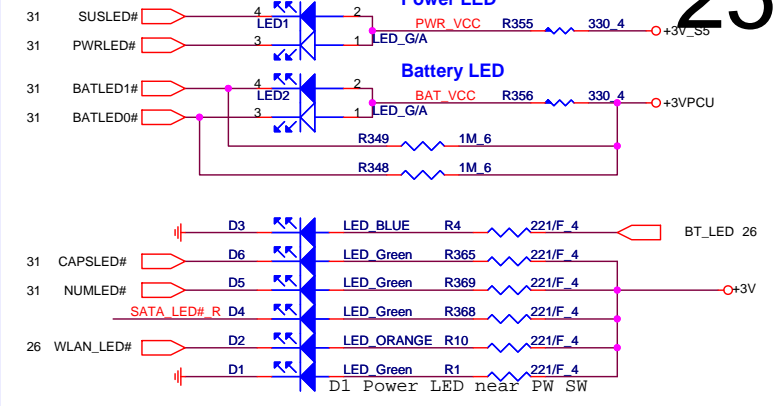 Power LED 25
31 SUSLED# 4 LED1 2 PWR_VCC R355 330_4 +3V_S5
31 PWRLED# 3 1 LED_G/A
Battery LED
31 BATLED1# 4 LED2 2 BAT_VCC R356 330_4 +3VPCU
31 BATLED0# 3 1 LED_G/A
R349 1M_6
R348 1M_6
D3 LED_BLUE R4 221/F_4 BT_LED 26
31 CAPSLED# D6 LED_Green R365 221/F_4
31 NUMLED# D5 LED_Green R369 221/F_4 +3V
SATA_LED#_R D4 LED_Green R368 221/F_4
26 WLAN_LED# D2 LED_ORANGE R10 221/F_4
D1 LED_Green R1 221/F_4
D1 Power LED near PW SW